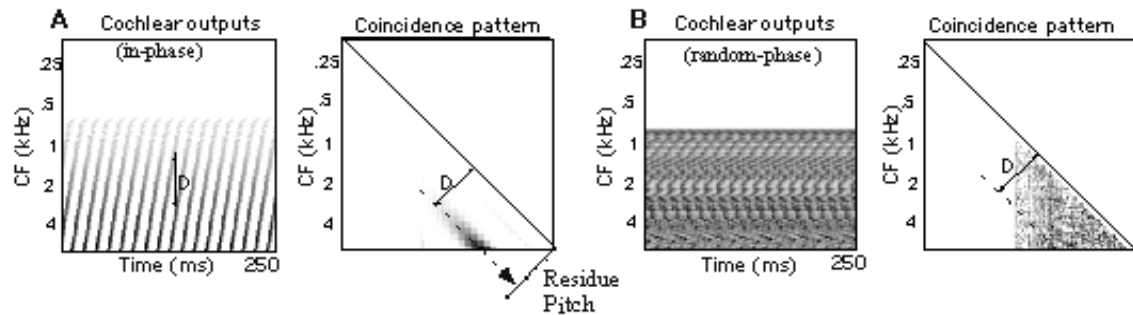 A
Cochlear outputs
(in-phase)
CF (kHz)
.25
.5
1
2
4
D
Time (ms)
250
Coincidence pattern
.25
.5
1
2
4
CF (kHz)
D
Residue
Pitch
B
Cochlear outputs
(random-phase)
CF (kHz)
.25
.5
1
2
4
Time (ms)
250
Coincidence pattern
CF (kHz)
.25
.5
1
2
4
D